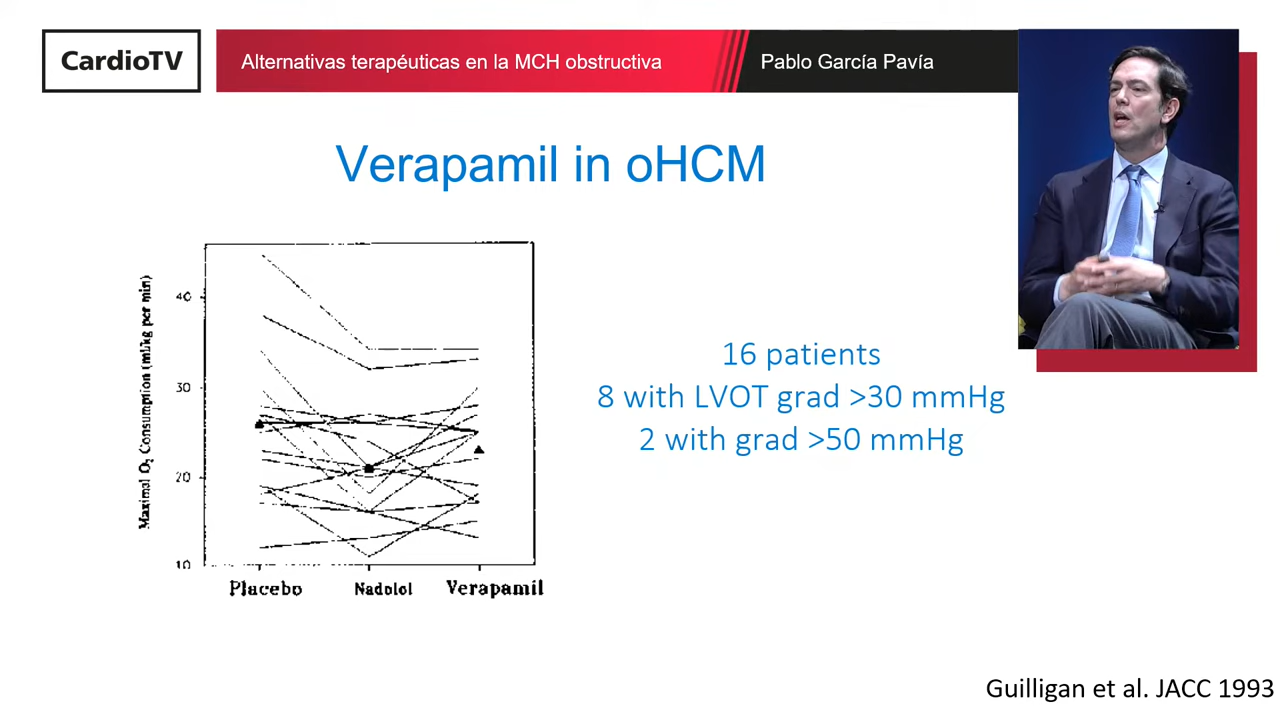 CardioTV
Alternativas terapéuticas en la MCH obstructiva
Pablo García Pavía
Verapamil in oHCM
Maximal O₂ Consumption (mL/kg per min)
40
30
20
10
Placebo
Nadolol
Verapamil
16 patients
8 with LVOT grad >30 mmHg
2 with grad >50 mmHg
Guilligan et al. JACC 1993